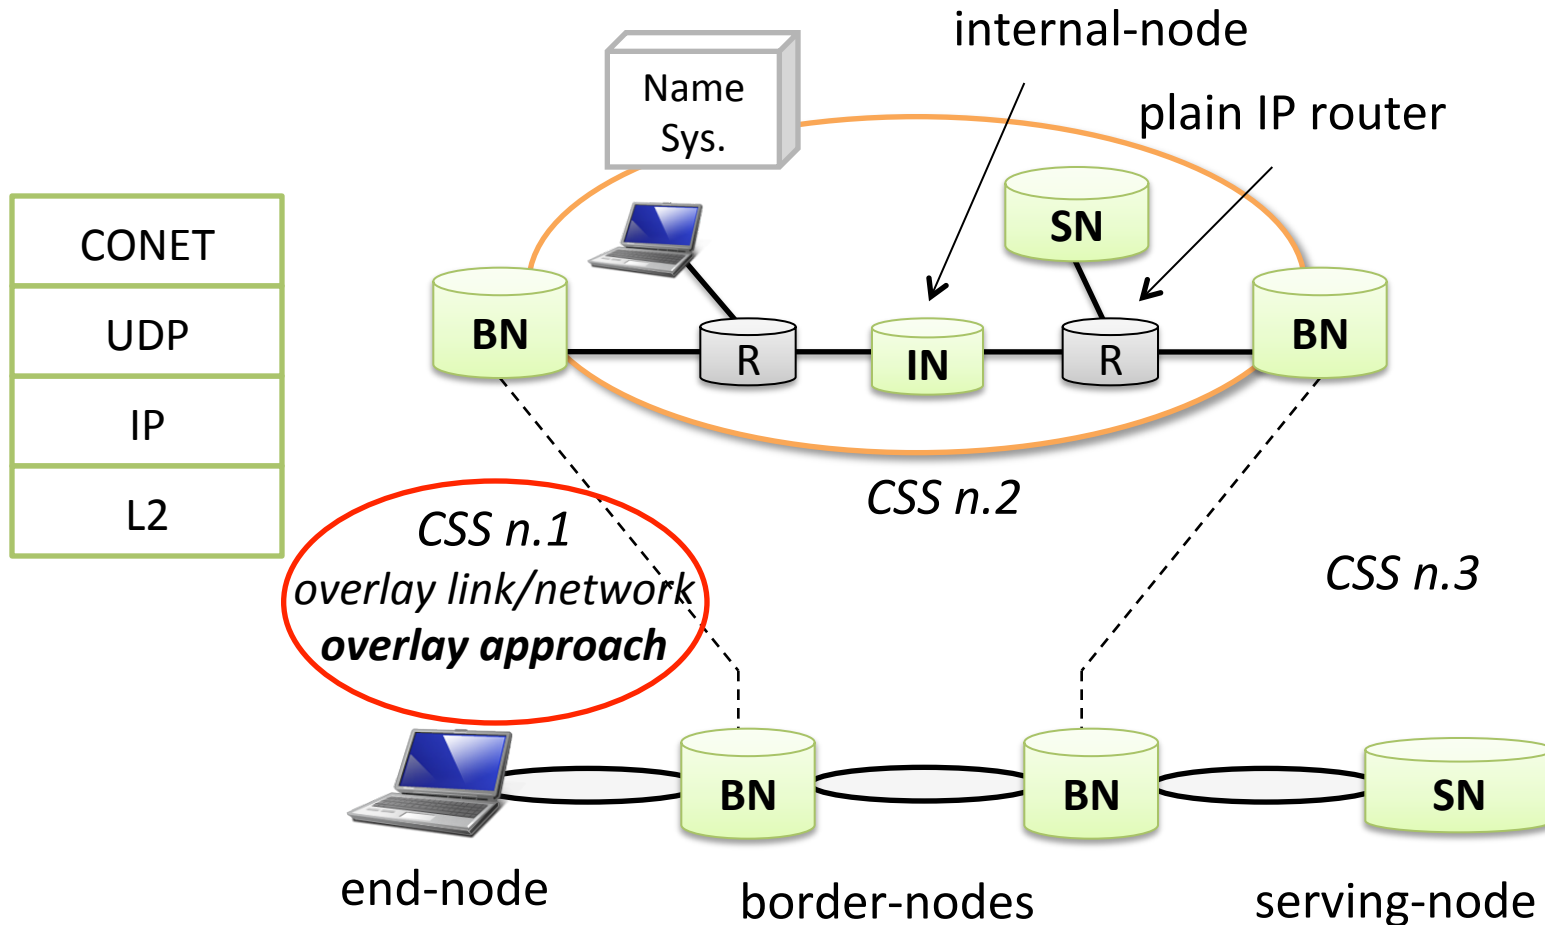 internal-node
Name
Sys.
plain IP router
SN
CONET
UDP
IP
L2
BN
R
IN
R
BN
CSS n.2
CSS n.1
overlay link/network
overlay approach
CSS n.3
BN
BN
SN
end-node
border-nodes
serving-node